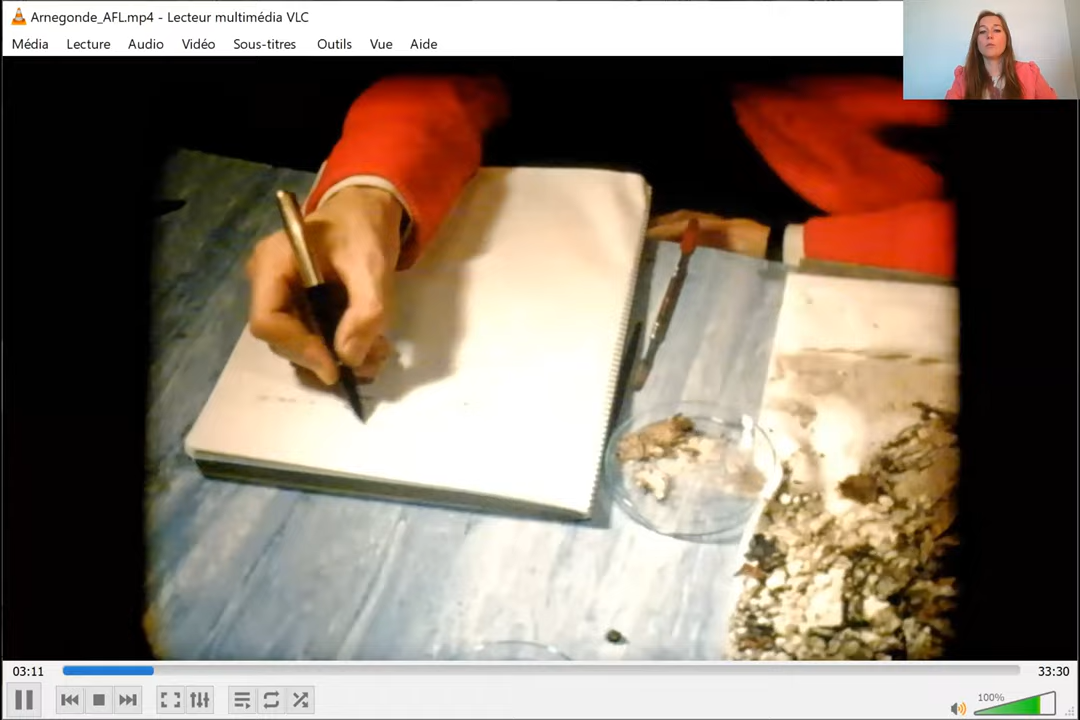 Arnegonde_AFL.mp4 - Lecteur multimédia VLC
Média Lecture Audio Vidéo Sous-titres Outils Vue Aide
03:11 33:30
100%